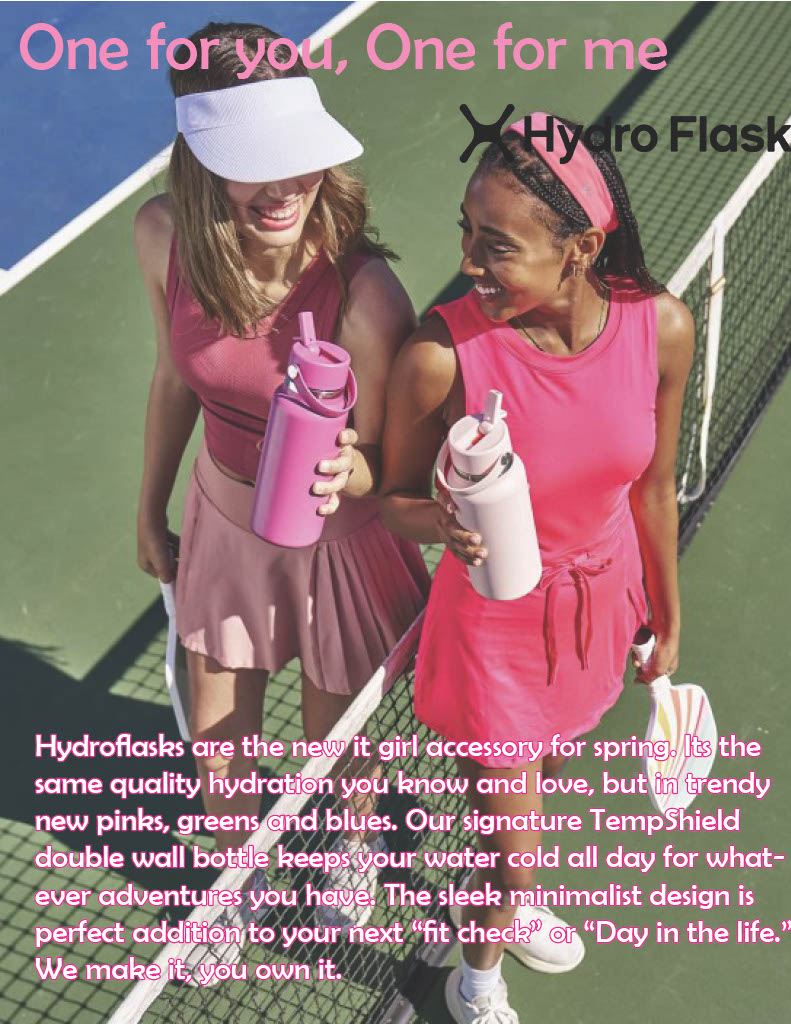 One for you, One for me
Hydro Flask
Hydroflasks are the new it girl accessory for spring. Its the
same quality hydration you know and love, but in trendy
new pinks, greens and blues. Our signature TempShield
double wall bottle keeps your water cold all day for what-
ever adventures you have. The sleek minimalist design is
perfect addition to your next “fit check” or “Day in the life.”
We make it, you own it.